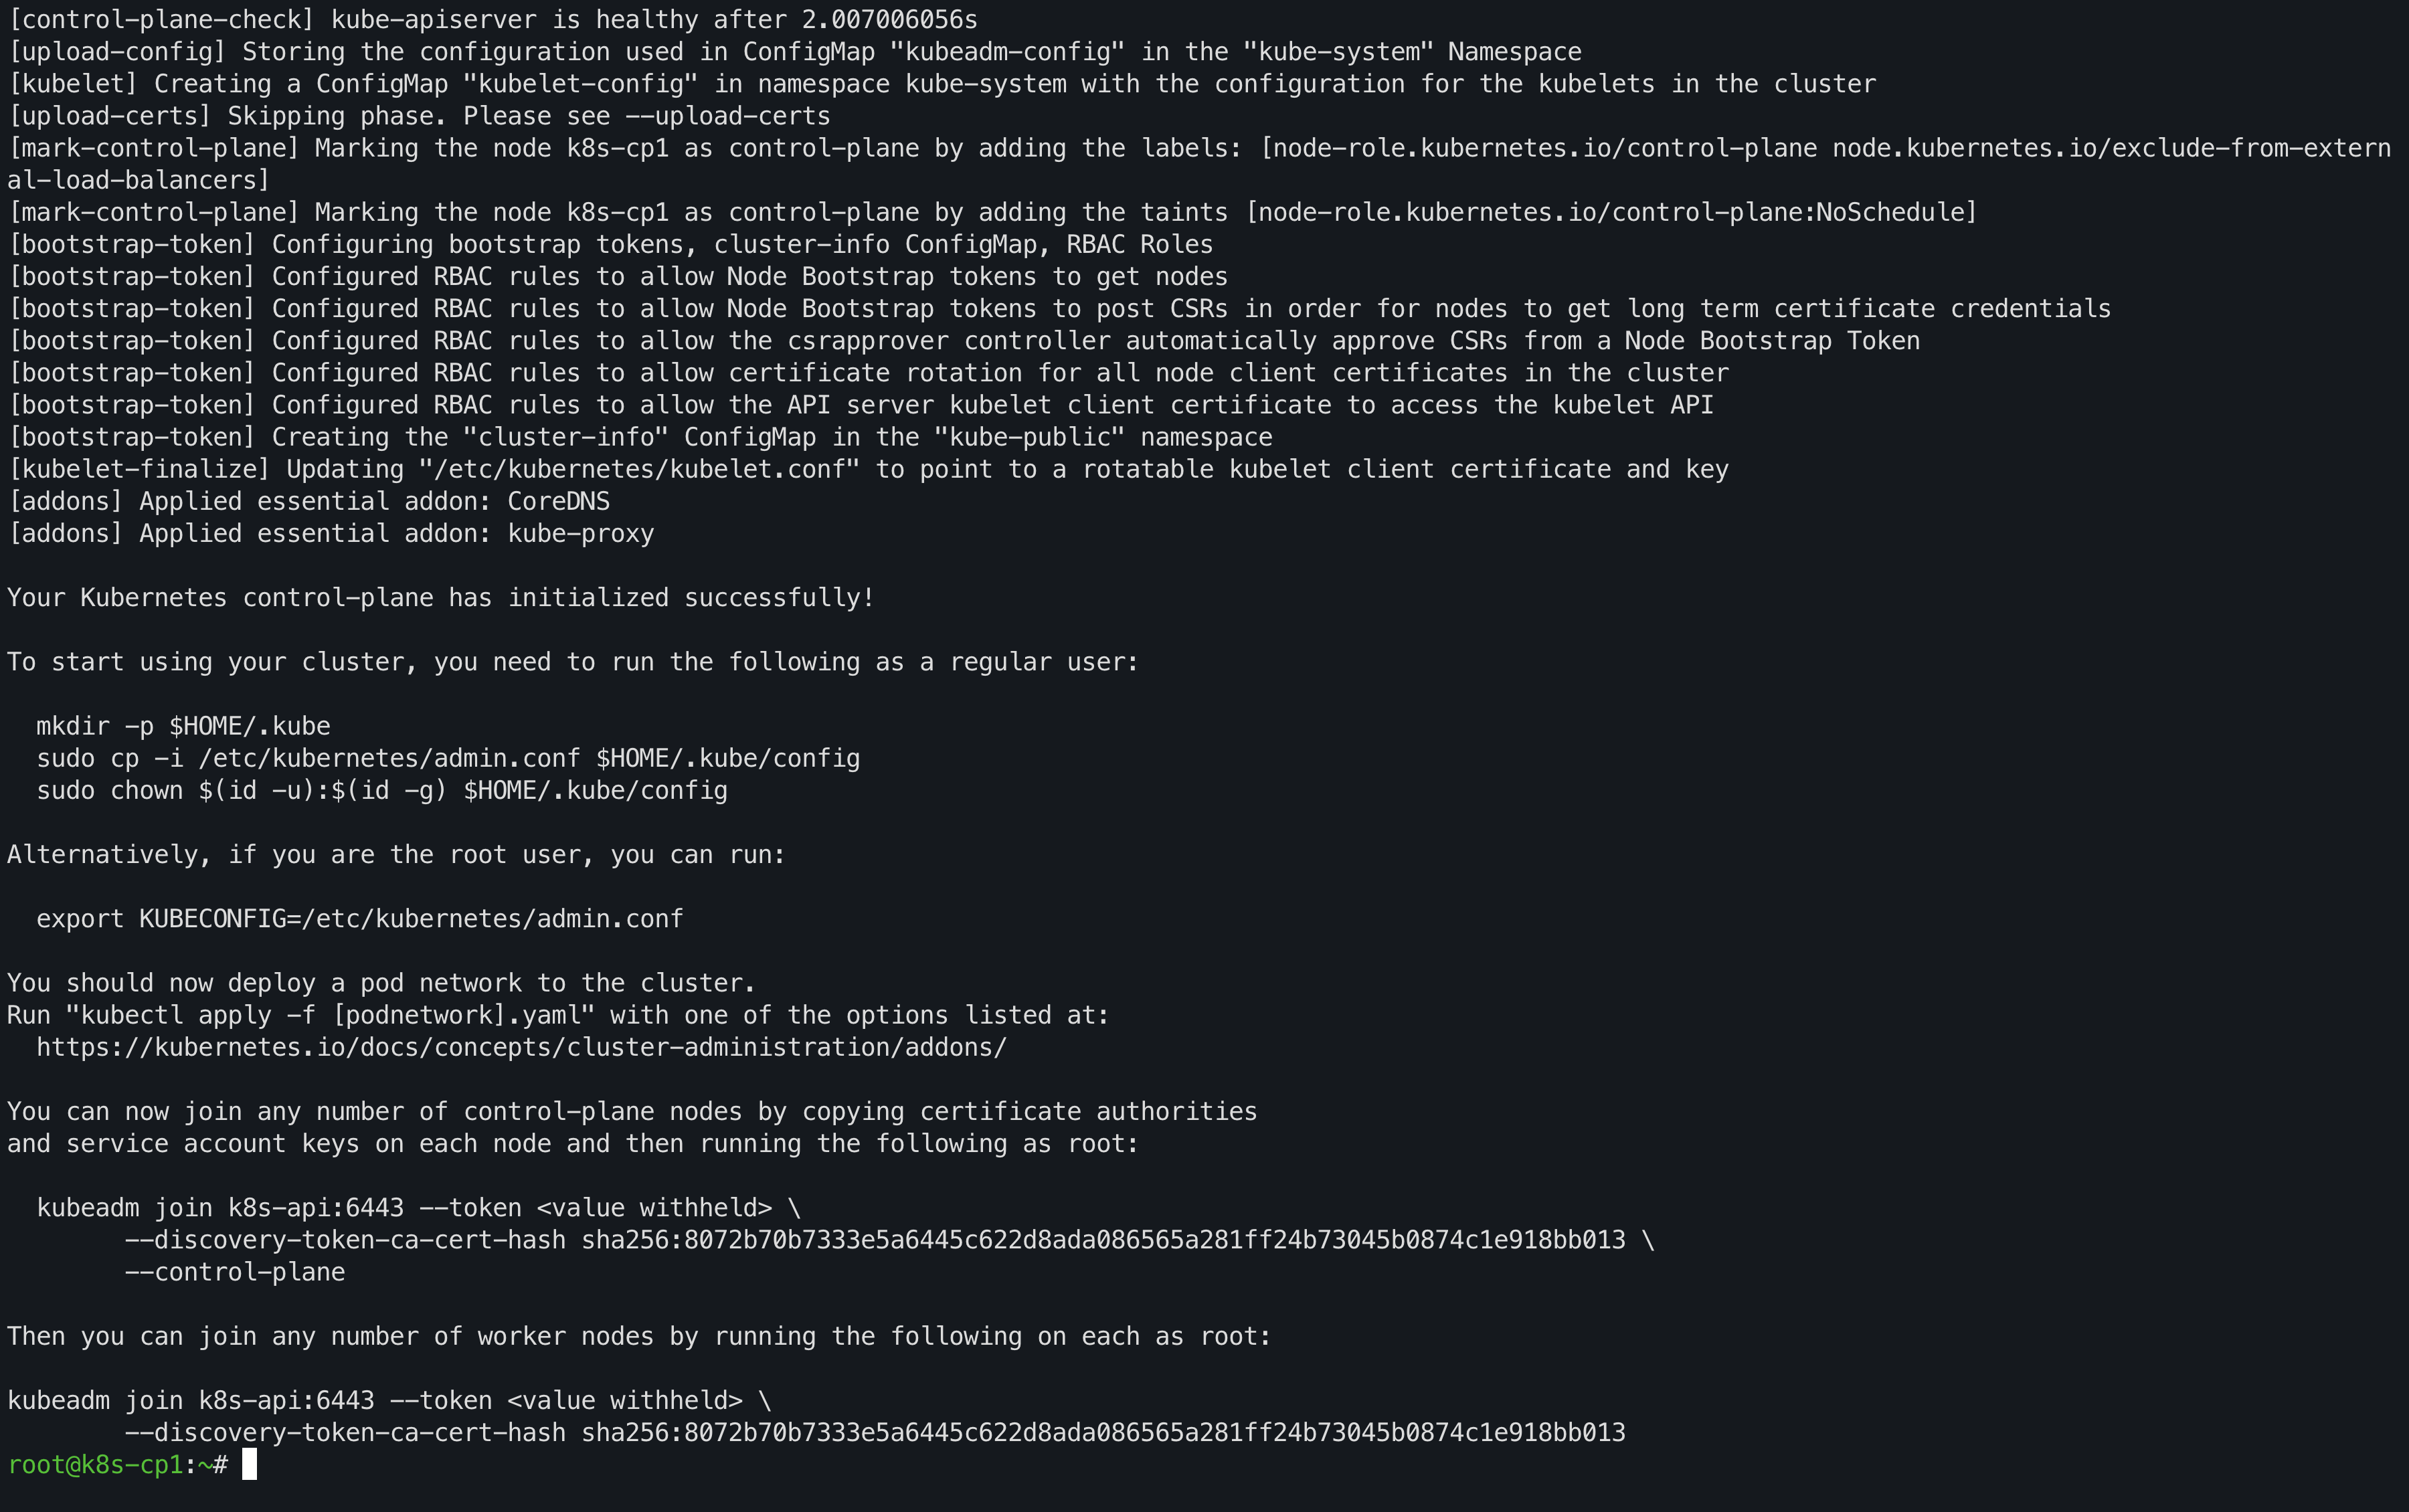 [control-plane-check] kube-apiserver is healthy after 2.007006056s
[upload-config] Storing the configuration used in ConfigMap "kubeadm-config" in the "kube-system" Namespace
[kubelet] Creating a ConfigMap "kubelet-config" in namespace kube-system with the configuration for the kubelets in the cluster
[upload-certs] Skipping phase. Please see --upload-certs
[mark-control-plane] Marking the node k8s-cp1 as control-plane by adding the labels: [node-role.kubernetes.io/control-plane node.kubernetes.io/exclude-from-extern
al-load-balancers]
[mark-control-plane] Marking the node k8s-cp1 as control-plane by adding the taints [node-role.kubernetes.io/control-plane:NoSchedule]
[bootstrap-token] Configuring bootstrap tokens, cluster-info ConfigMap, RBAC Roles
[bootstrap-token] Configured RBAC rules to allow Node Bootstrap tokens to get nodes
[bootstrap-token] Configured RBAC rules to allow Node Bootstrap tokens to post CSRs in order for nodes to get long term certificate credentials
[bootstrap-token] Configured RBAC rules to allow the csrapprover controller automatically approve CSRs from a Node Bootstrap Token
[bootstrap-token] Configured RBAC rules to allow certificate rotation for all node client certificates in the cluster
[bootstrap-token] Configured RBAC rules to allow the API server kubelet client certificate to access the kubelet API
[bootstrap-token] Creating the "cluster-info" ConfigMap in the "kube-public" namespace
[kubelet-finalize] Updating "/etc/kubernetes/kubelet.conf" to point to a rotatable kubelet client certificate and key
[addons] Applied essential addon: CoreDNS
[addons] Applied essential addon: kube-proxy

Your Kubernetes control-plane has initialized successfully!

To start using your cluster, you need to run the following as a regular user:

  mkdir -p $HOME/.kube
  sudo cp -i /etc/kubernetes/admin.conf $HOME/.kube/config
  sudo chown $(id -u):$(id -g) $HOME/.kube/config

Alternatively, if you are the root user, you can run:

  export KUBECONFIG=/etc/kubernetes/admin.conf

You should now deploy a pod network to the cluster.
Run "kubectl apply -f [podnetwork].yaml" with one of the options listed at:
  https://kubernetes.io/docs/concepts/cluster-administration/addons/

You can now join any number of control-plane nodes by copying certificate authorities
and service account keys on each node and then running the following as root:

  kubeadm join k8s-api:6443 --token <value withheld> \
        --discovery-token-ca-cert-hash sha256:8072b70b7333e5a6445c622d8ada086565a281ff24b73045b0874c1e918bb013 \
        --control-plane

Then you can join any number of worker nodes by running the following on each as root:

kubeadm join k8s-api:6443 --token <value withheld> \
        --discovery-token-ca-cert-hash sha256:8072b70b7333e5a6445c622d8ada086565a281ff24b73045b0874c1e918bb013
root@k8s-cp1:~#